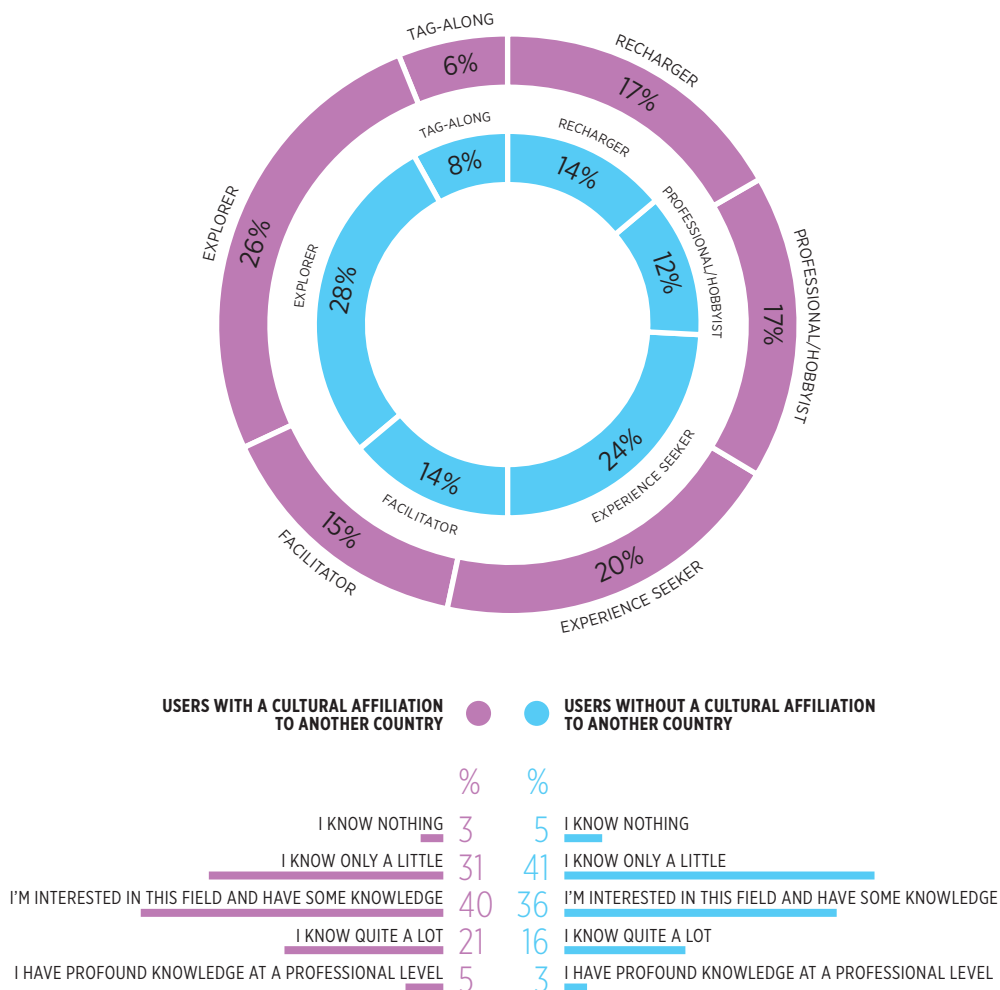 TAG-ALONG
6%
RECHARGER
17%
PROFESSIONAL/HOBBYIST
17%
EXPERIENCE SEEKER
20%
FACILITATOR
15%
EXPLORER
26%
TAG-ALONG
8%
RECHARGER
14%
PROFESSIONAL/HOBBYIST
12%
EXPERIENCE SEEKER
24%
FACILITATOR
14%
EXPLORER
28%
USERS WITH A CULTURAL AFFILIATION
TO ANOTHER COUNTRY
USERS WITHOUT A CULTURAL AFFILIATION
TO ANOTHER COUNTRY
% %
I KNOW NOTHING 3 5 I KNOW NOTHING
I KNOW ONLY A LITTLE 31 41 I KNOW ONLY A LITTLE
I'M INTERESTED IN THIS FIELD AND HAVE SOME KNOWLEDGE 40 36 I'M INTERESTED IN THIS FIELD AND HAVE SOME KNOWLEDGE
I KNOW QUITE A LOT 21 16 I KNOW QUITE A LOT
I HAVE PROFOUND KNOWLEDGE AT A PROFESSIONAL LEVEL 5 3 I HAVE PROFOUND KNOWLEDGE AT A PROFESSIONAL LEVEL